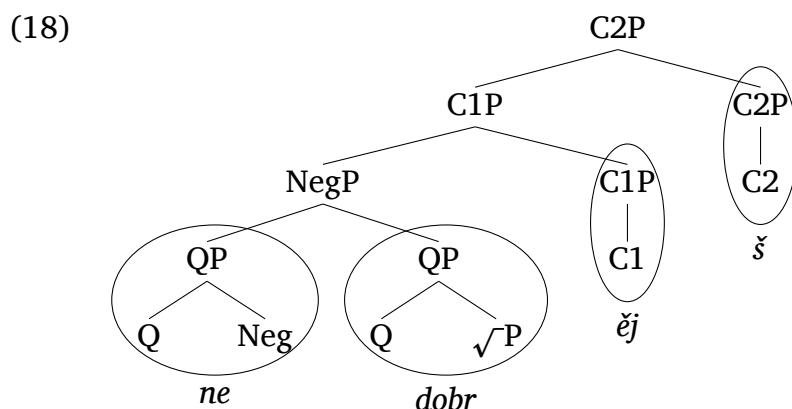 (18) C2P
C1P C2P
NegP C1P C2
QP QP C1 š
Q Neg Q √P ěj
ne dobr